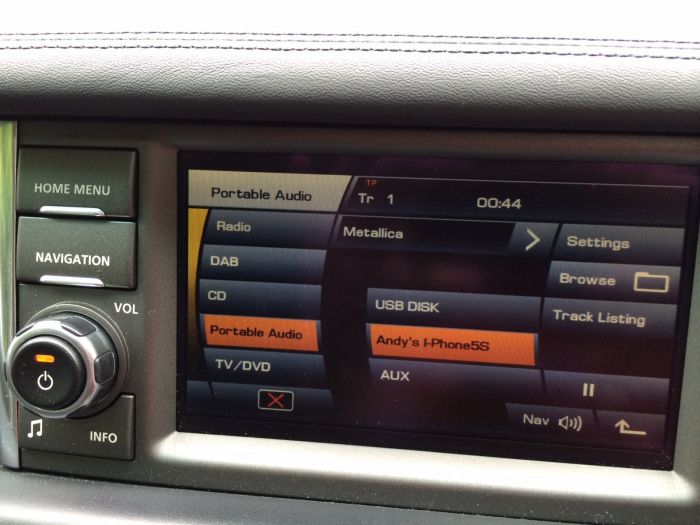 HOME MENU
NAVIGATION
VOL
INFO
Portable Audio
TP
Tr 1 00:44
Radio
DAB
CD
Portable Audio
TV/DVD
Metallica
USB DISK
Andy's I-Phone5S
AUX
Settings
Browse
Track Listing
Nav